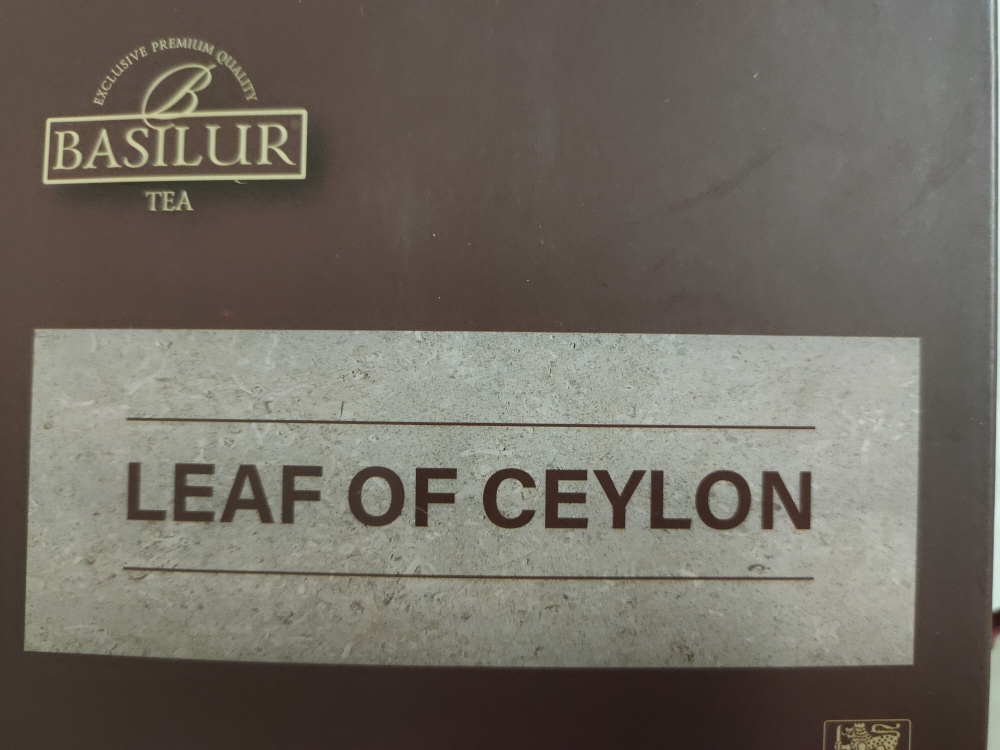 EXCLUSIVE PREMIUM QUALITY
B
BASILUR
TEA
LEAF OF CEYLON